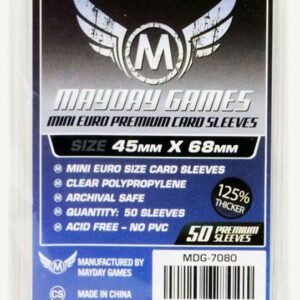 M
MAYDAY GAMES
MINI EURO PREMIUM CARD SLEEVES
SIZE 45MM X 68MM
M MINI EURO SIZE CARD SLEEVES
M CLEAR POLYPROPYLENE
M ARCHIVAL SAFE
M QUANTITY: 50 SLEEVES
M ACID FREE – NO PVC
125%
THICKER
50 PREMIUM
SLEEVES
M MANUFACTURED BY
MAYDAY GAMES
CS MADE IN CHINA
MDG-7080